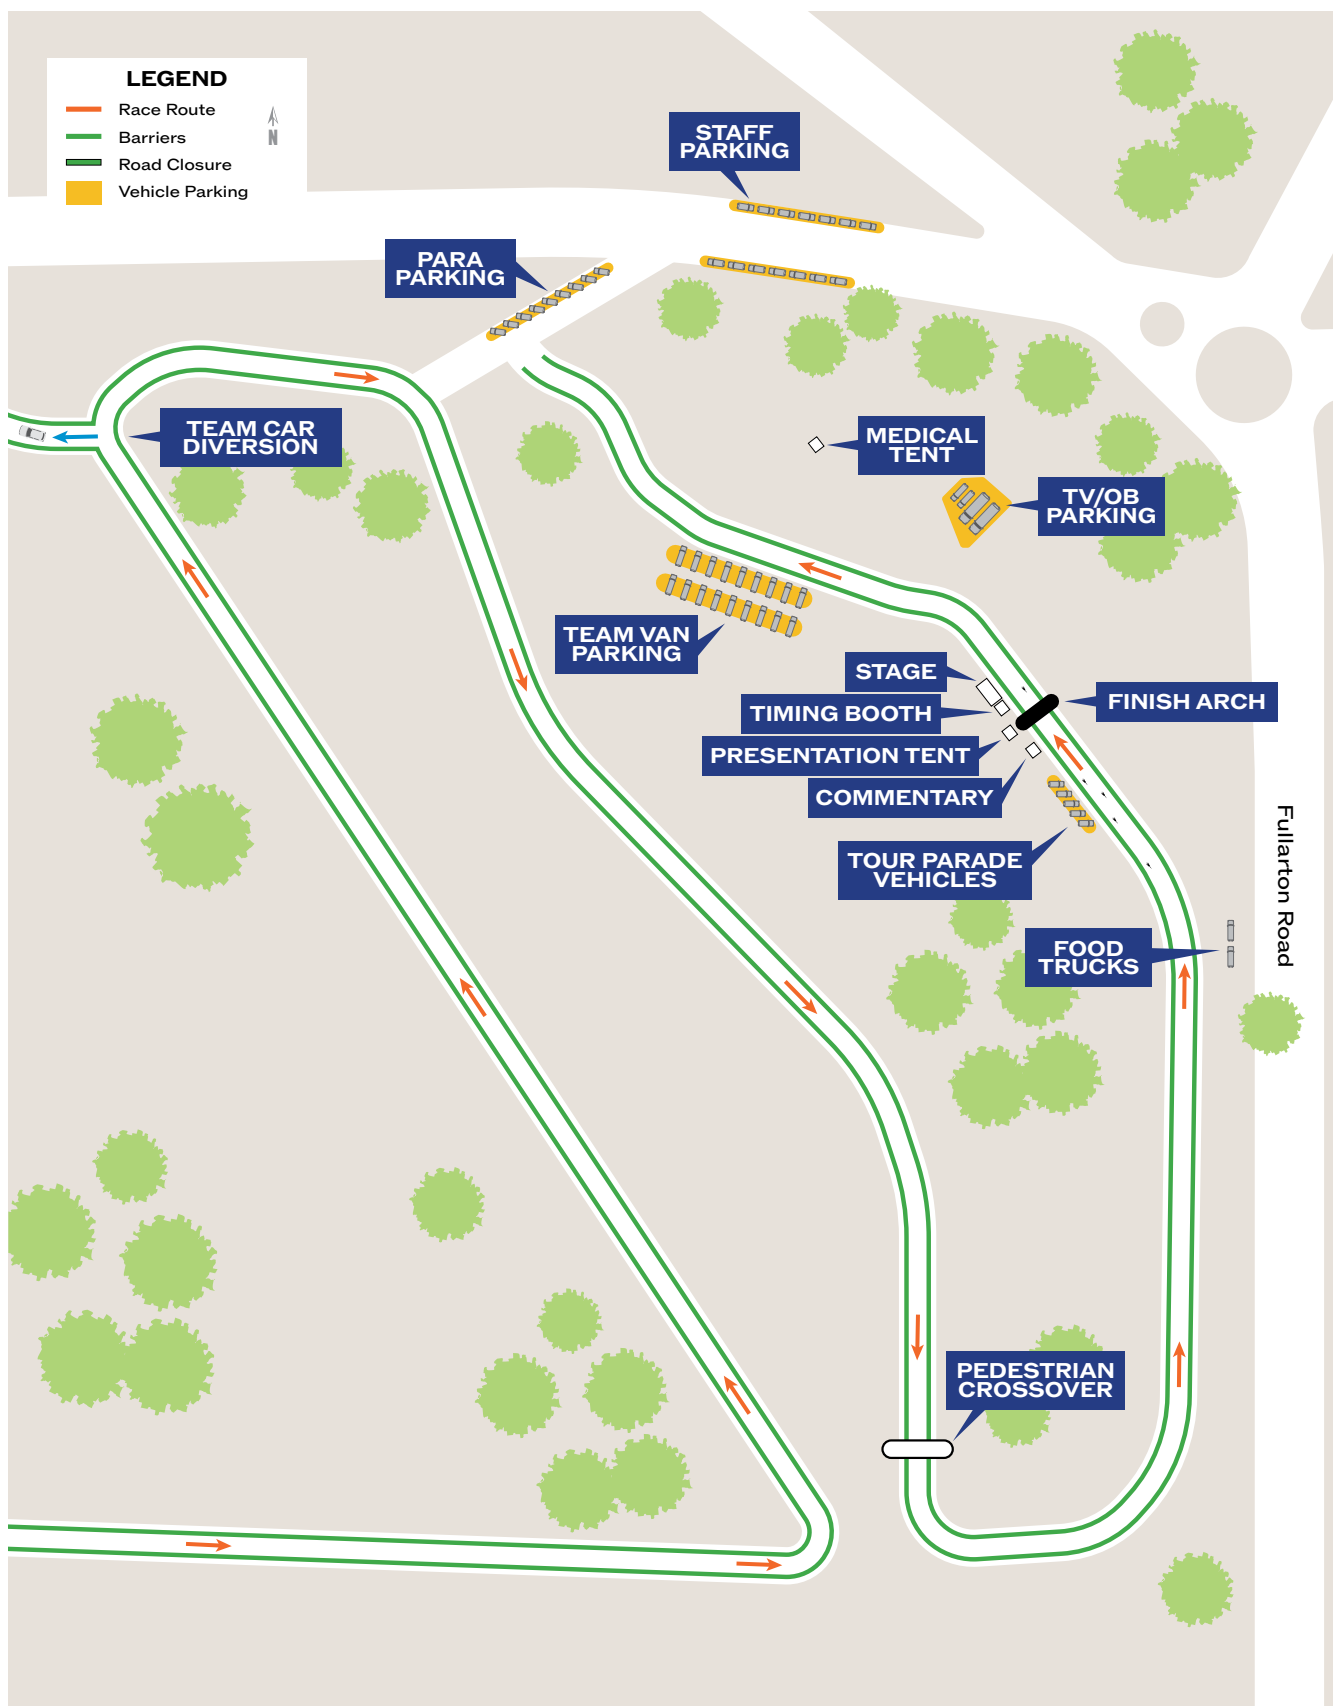 LEGEND
Race Route
Barriers
Road Closure
Vehicle Parking
N
STAFF
PARKING
PARA
PARKING
TEAM CAR
DIVERSION
MEDICAL
TENT
TV/OB
PARKING
TEAM VAN
PARKING
STAGE
FINISH ARCH
TIMING BOOTH
PRESENTATION TENT
COMMENTARY
TOUR PARADE
VEHICLES
Fullarton Road
FOOD
TRUCKS
PEDESTRIAN
CROSSOVER